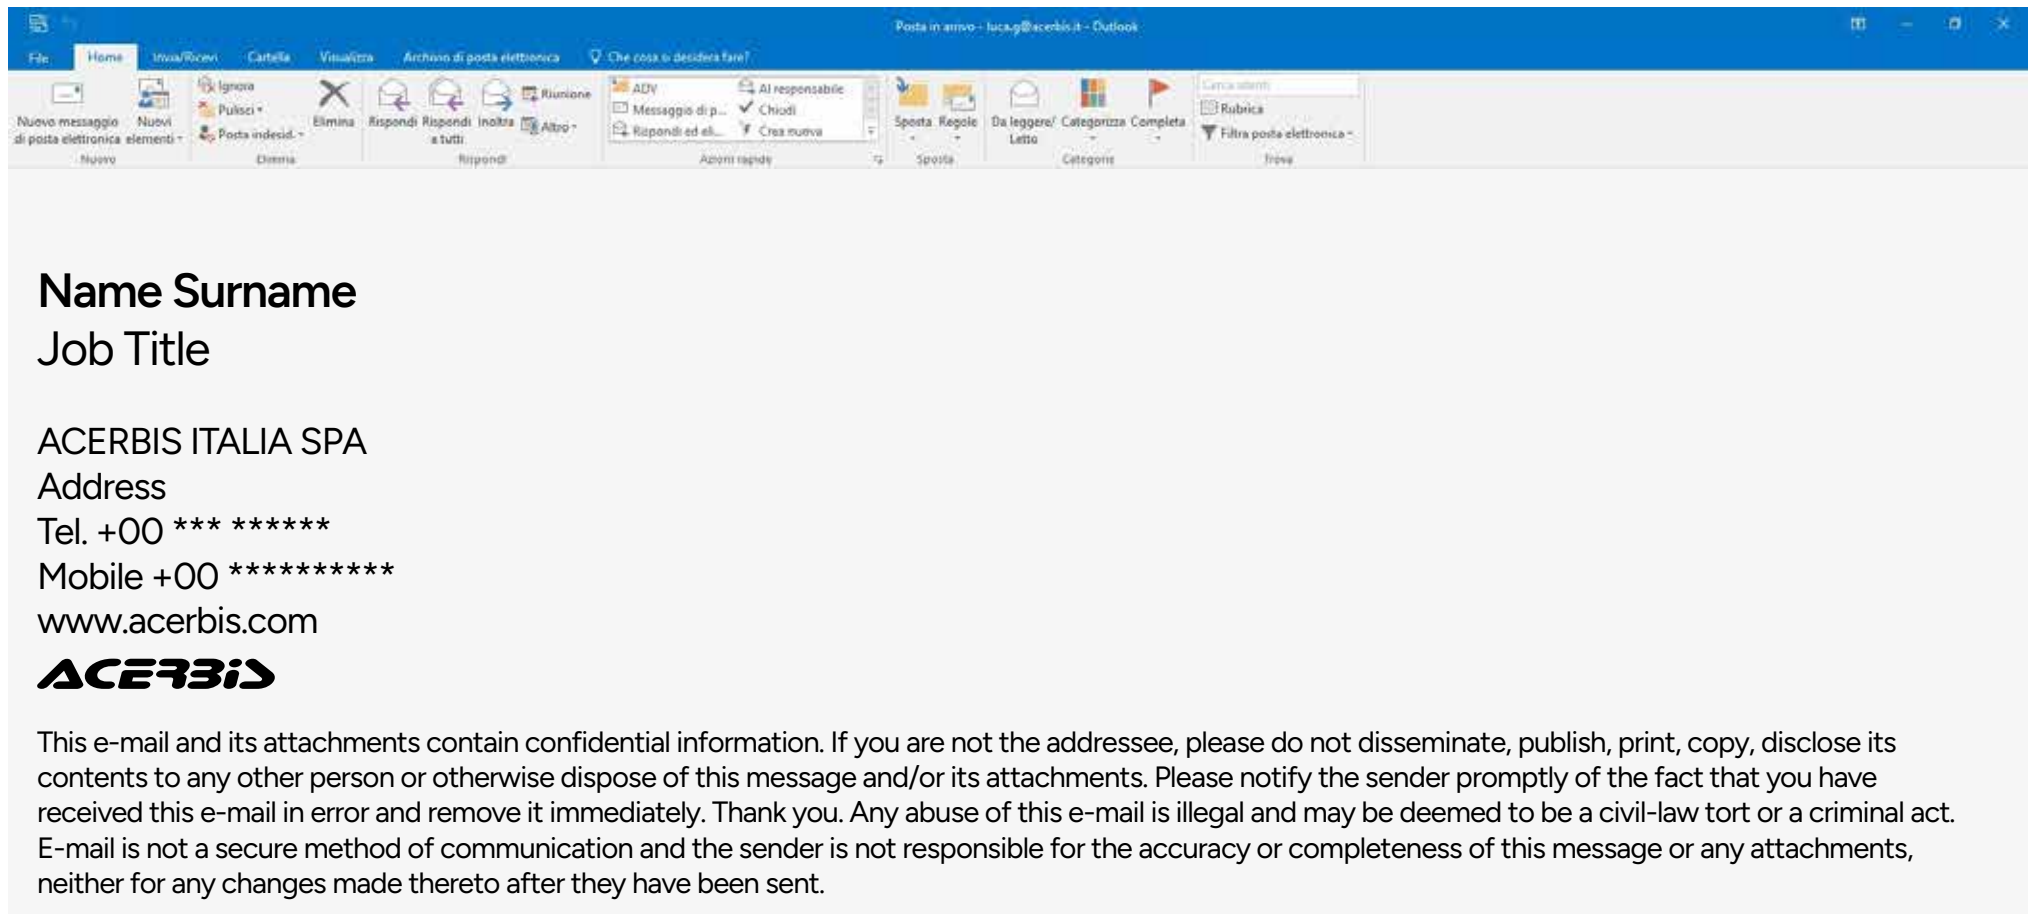 Posta in arrivo - luca.g@acerbis.it - Outlook
File Home Invia/Ricevi Cartella Visualizza Archivio di posta elettronica Che cosa si desidera fare?
Nuovo messaggio di posta elettronica
Nuovi elementi
Nuovo
Ignora
Pulisci
Posta indesid.
Elimina
Elimina
Rispondi
Rispondi a tutti
Inoltra
Riunione
Altro
Rispondi
ADV
Messaggio di p...
Rispondi ed eli...
Al responsabile
Chiudi
Crea nuova
Azioni rapide
Sposta
Regole
Sposta
Da leggere/ Letto
Categorizza
Completa
Categorie
Cerca utenti
Rubrica
Filtra posta elettronica
Trova
Name Surname
Job Title
ACERBIS ITALIA SPA
Address
Tel. +00 *** ******
Mobile +00 **********
www.acerbis.com
ACERBiS
This e-mail and its attachments contain confidential information. If you are not the addressee, please do not disseminate, publish, print, copy, disclose its
contents to any other person or otherwise dispose of this message and/or its attachments. Please notify the sender promptly of the fact that you have
received this e-mail in error and remove it immediately. Thank you. Any abuse of this e-mail is illegal and may be deemed to be a civil-law tort or a criminal act.
E-mail is not a secure method of communication and the sender is not responsible for the accuracy or completeness of this message or any attachments,
neither for any changes made thereto after they have been sent.